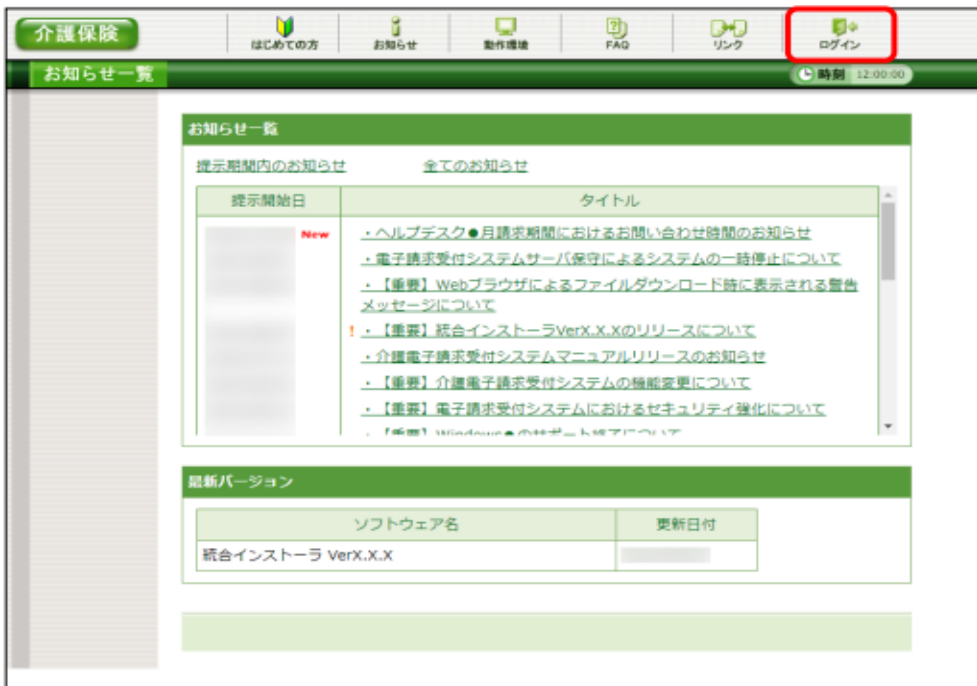 介護保険
はじめての方
お知らせ
動作環境
FAQ
リンク
ログイン
お知らせ一覧
時刻 12:00:00
お知らせ一覧
提示期間内のお知らせ 全てのお知らせ
提示開始日 タイトル
New ・ヘルプデスク●月請求期間におけるお問い合わせ時間のお知らせ
・電子請求受付システムサーバ保守によるシステムの一時停止について
・【重要】Webブラウザによるファイルダウンロード時に表示される警告
メッセージについて
! ・【重要】統合インストーラVerX.X.Xのリリースについて
・介護電子請求受付システムマニュアルリリースのお知らせ
・【重要】介護電子請求受付システムの機能変更について
・【重要】電子請求受付システムにおけるセキュリティ強化について
・【重要】Windows●のサポート終了について
最新バージョン
ソフトウェア名 更新日付
統合インストーラ VerX.X.X